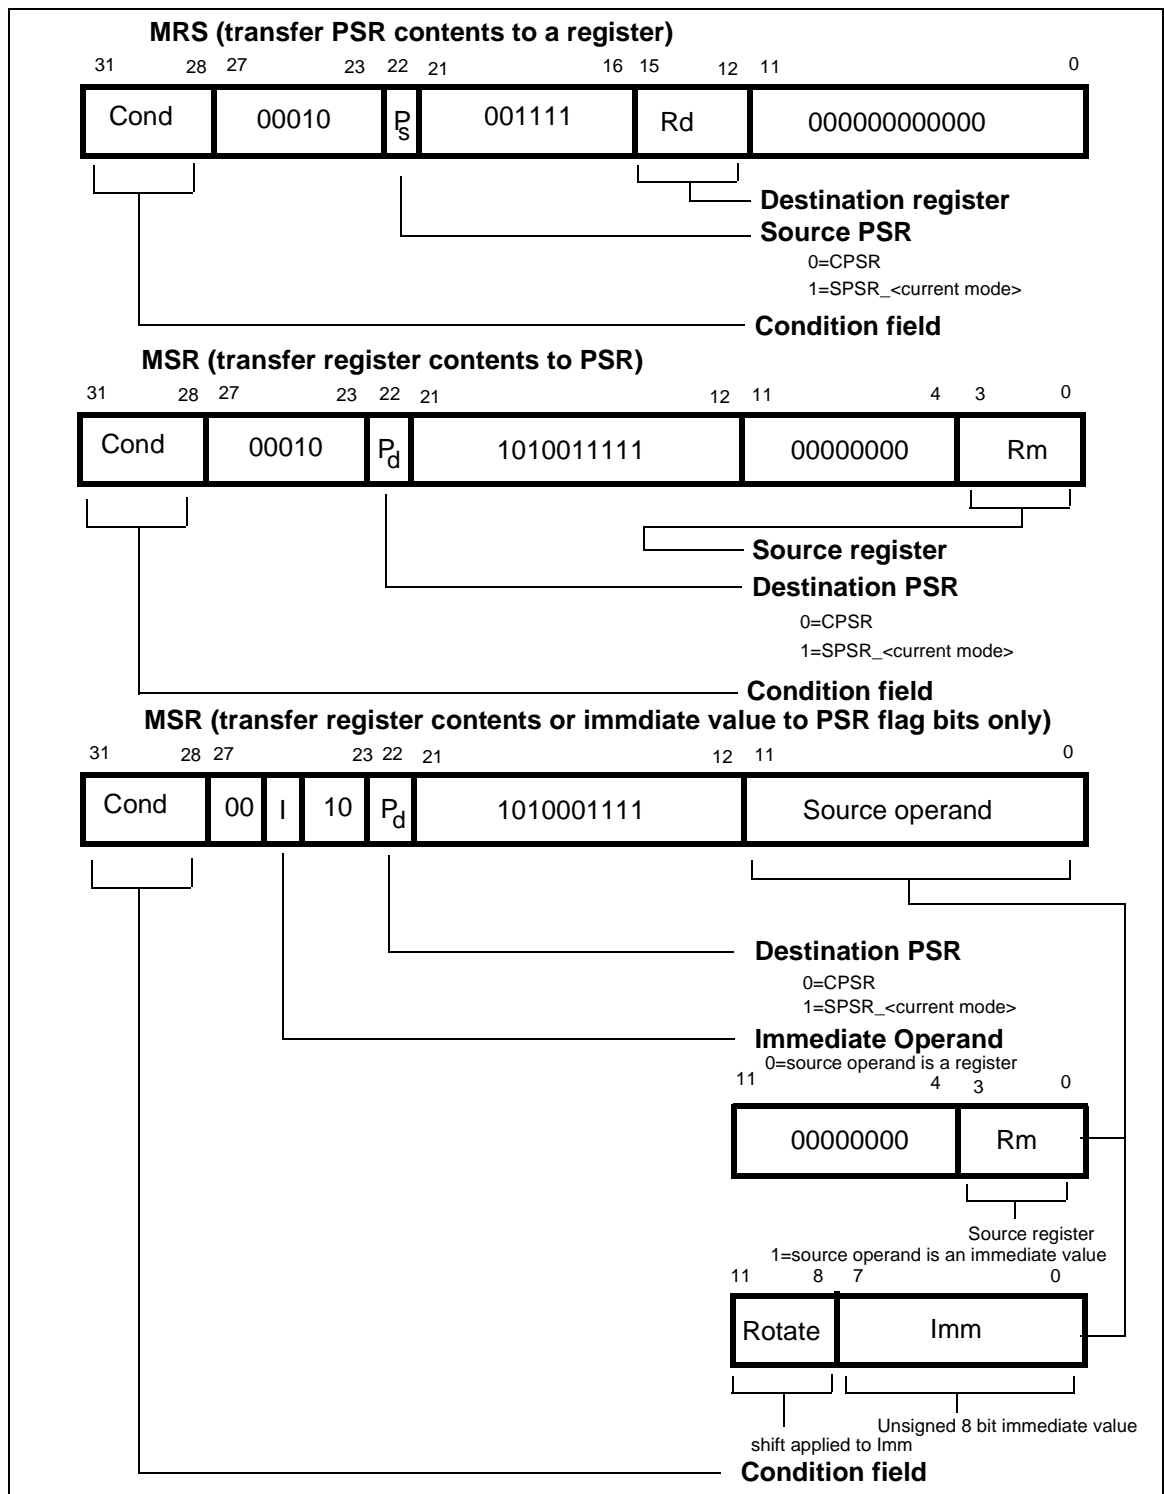 MRS (transfer PSR contents to a register)
31 28 27 23 22 21 16 15 12 11 0
Cond 00010 Ps 001111 Rd 000000000000
Destination register
Source PSR
0=CPSR
1=SPSR_<current mode>
Condition field
MSR (transfer register contents to PSR)
31 28 27 23 22 21 12 11 4 3 0
Cond 00010 Pd 1010011111 00000000 Rm
Source register
Destination PSR
0=CPSR
1=SPSR_<current mode>
Condition field
MSR (transfer register contents or immdiate value to PSR flag bits only)
31 28 27 23 22 21 12 11 0
Cond 00 I 10 Pd 1010001111 Source operand
Destination PSR
0=CPSR
1=SPSR_<current mode>
Immediate Operand
0=source operand is a register
11 4 3 0
00000000 Rm
Source register
1=source operand is an immediate value
11 8 7 0
Rotate Imm
Unsigned 8 bit immediate value
shift applied to Imm
Condition field